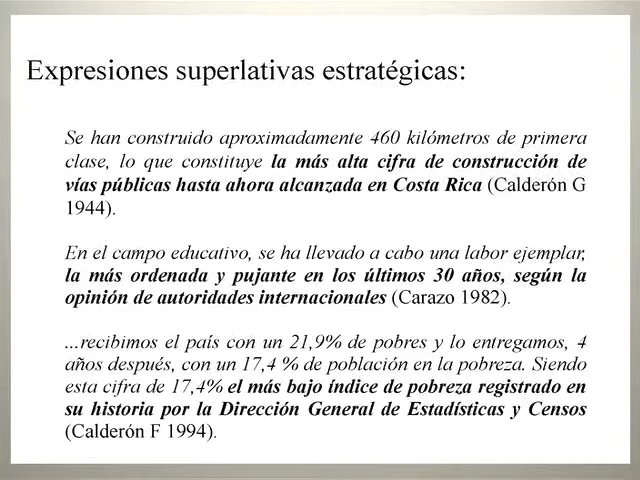 Expresiones superlativas estratégicas:
Se han construido aproximadamente 460 kilómetros de primera
clase, lo que constituye la más alta cifra de construcción de
vías públicas hasta ahora alcanzada en Costa Rica (Calderón G
1944).
En el campo educativo, se ha llevado a cabo una labor ejemplar,
la más ordenada y pujante en los últimos 30 años, según la
opinión de autoridades internacionales (Carazo 1982).
...recibimos el país con un 21,9% de pobres y lo entregamos, 4
años después, con un 17,4 % de población en la pobreza. Siendo
esta cifra de 17,4% el más bajo índice de pobreza registrado en
su historia por la Dirección General de Estadísticas y Censos
(Calderón F 1994).